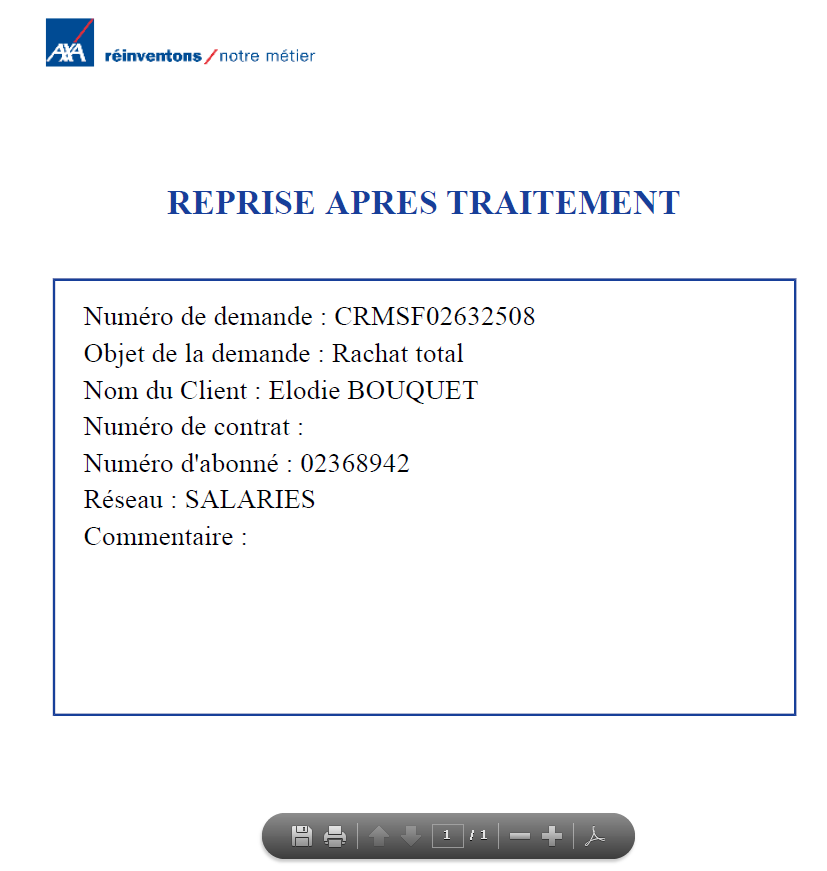 AXA réinventons / notre métier
REPRISE APRES TRAITEMENT
Numéro de demande : CRMSF02632508
Objet de la demande : Rachat total
Nom du Client : Elodie BOUQUET
Numéro de contrat :
Numéro d'abonné : 02368942
Réseau : SALARIES
Commentaire :
1 / 1